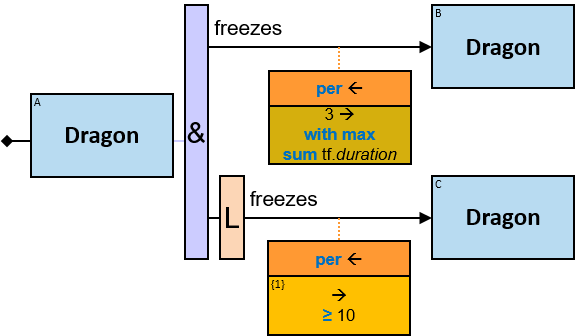 freezes
B
Dragon
per ←
3 →
with max
sum tf.duration
A
Dragon
&
L
freezes
C
Dragon
per ←
{1}
→
≥ 10